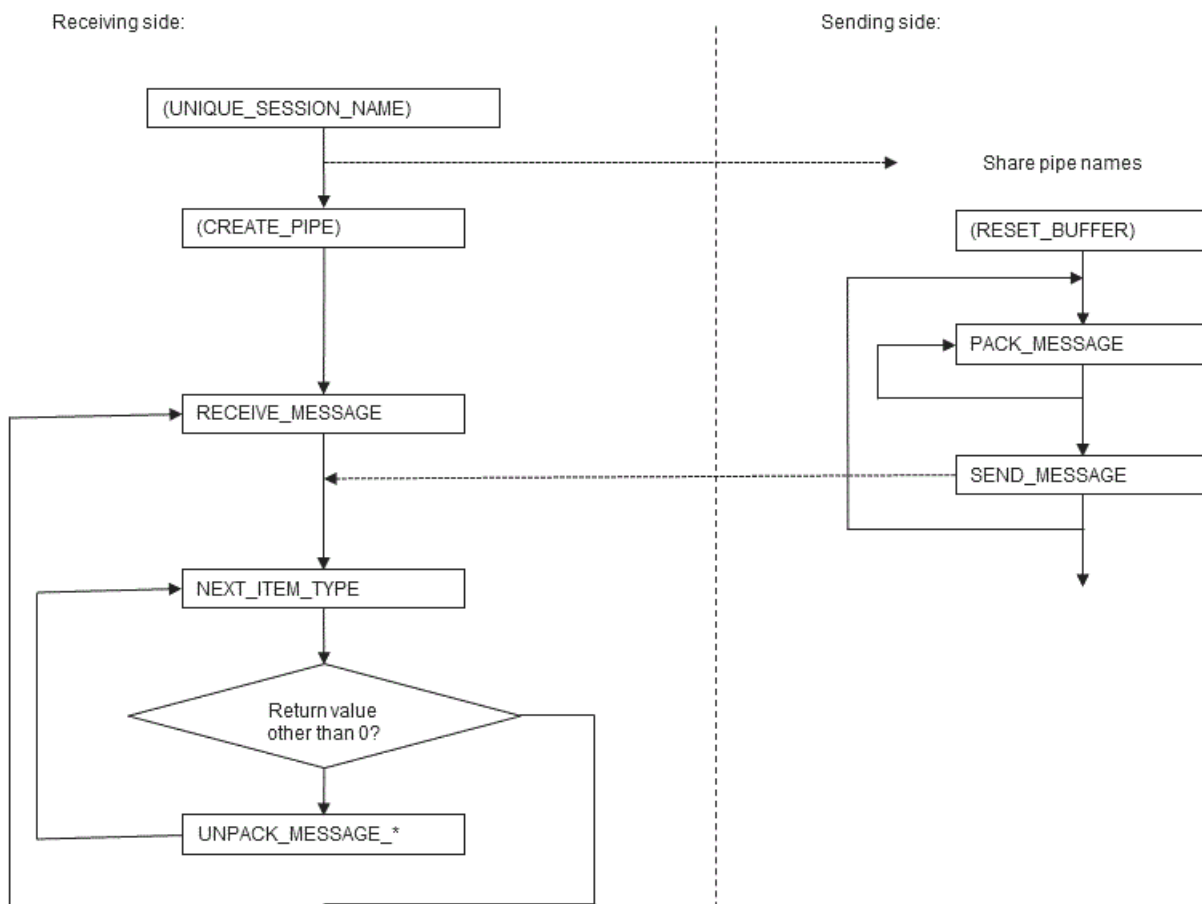 Receiving side:
Sending side:
(UNIQUE_SESSION_NAME)
Share pipe names
(CREATE_PIPE)
(RESET_BUFFER)
PACK_MESSAGE
RECEIVE_MESSAGE
SEND_MESSAGE
NEXT_ITEM_TYPE
Return value
other than 0?
UNPACK_MESSAGE_*